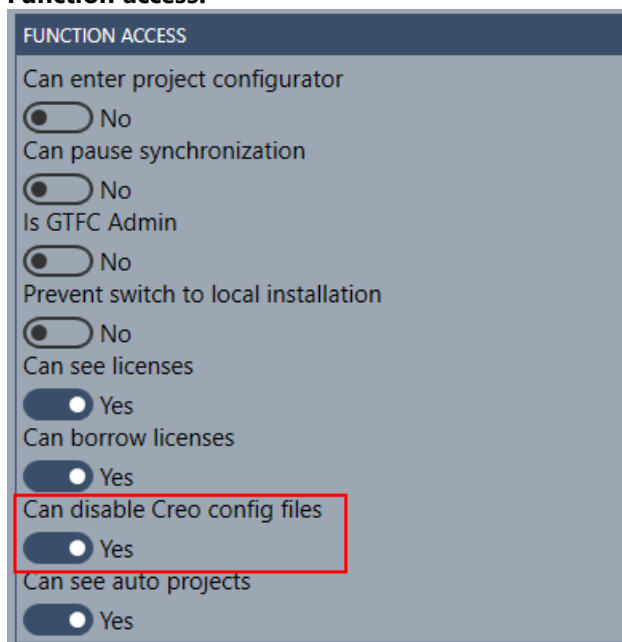 Function access:
FUNCTION ACCESS
Can enter project configurator
No
Can pause synchronization
No
Is GTFC Admin
No
Prevent switch to local installation
No
Can see licenses
Yes
Can borrow licenses
Yes
Can disable Creo config files
Yes
Can see auto projects
Yes